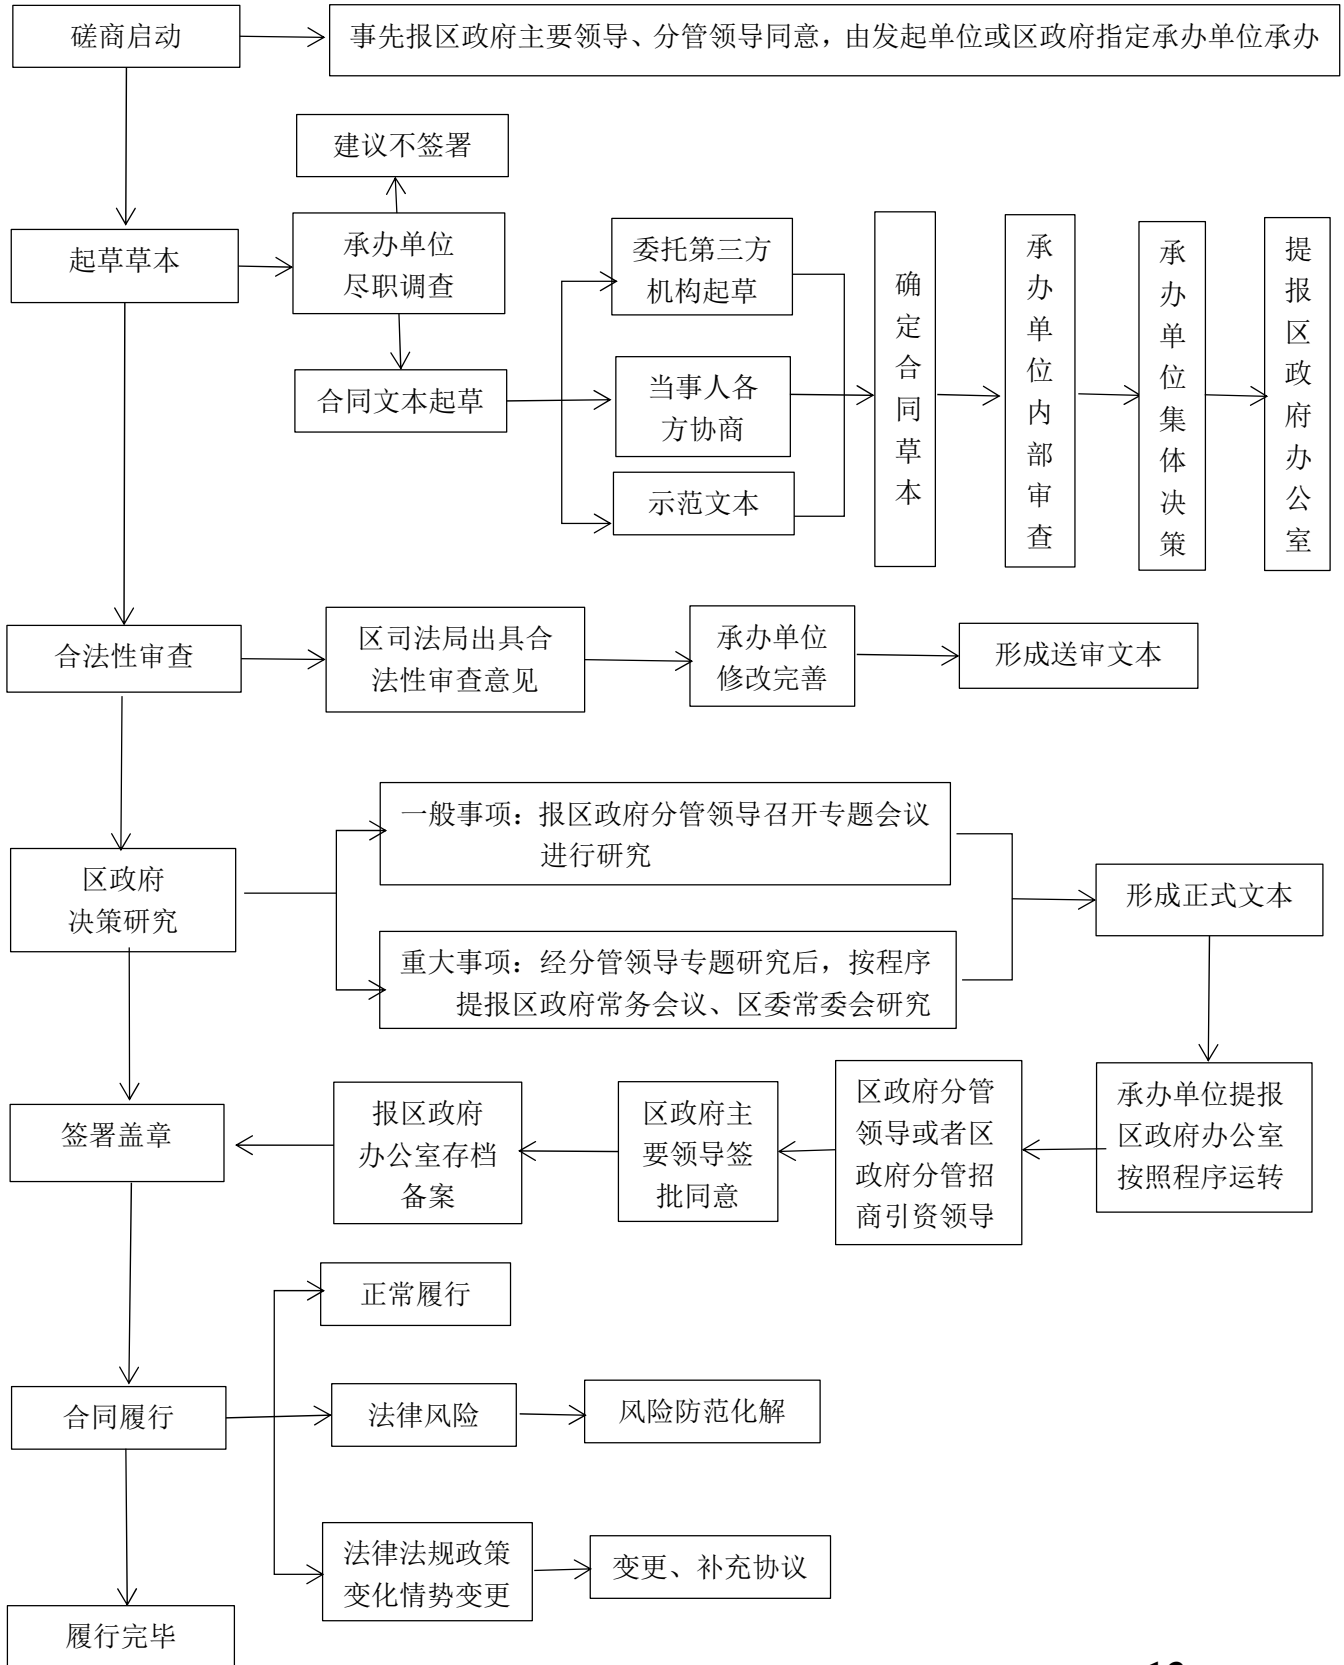 磋商启动
事先报区政府主要领导、分管领导同意，由发起单位或区政府指定承办单位承办
建议不签署
起草草本
承办单位
尽职调查
合同文本起草
委托第三方
机构起草
当事人各
方协商
示范文本
确定合同草本
承办单位内部审查
承办单位集体决策
提报区政府办公室
合法性审查
区司法局出具合
法性审查意见
承办单位
修改完善
形成送审文本
区政府
决策研究
一般事项：报区政府分管领导召开专题会议
进行研究
重大事项：经分管领导专题研究后，按程序
提报区政府常务会议、区委常委会研究
形成正式文本
承办单位提报
区政府办公室
按照程序运转
区政府分管
领导或者区
政府分管招
商引资领导
区政府主
要领导签
批同意
报区政府
办公室存档
备案
签署盖章
合同履行
正常履行
法律风险
风险防范化解
法律法规政策
变化情势变更
变更、补充协议
履行完毕